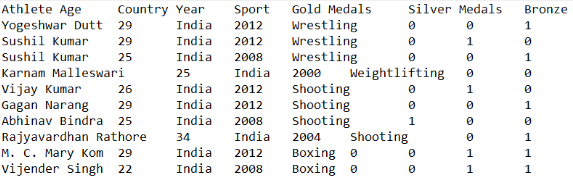 Athlete Age Country Year Sport Gold Medals Silver Medals Bronze
Yogeshwar Dutt 29 India 2012 Wrestling 0 0 1
Sushil Kumar 29 India 2012 Wrestling 0 1 0
Sushil Kumar 25 India 2008 Wrestling 0 0 1
Karnam Malleswari 25 India 2000 Weightlifting 0 0
Vijay Kumar 26 India 2012 Shooting 0 1 0
Gagan Narang 29 India 2012 Shooting 0 0 1
Abhinav Bindra 25 India 2008 Shooting 1 0 0
Rajyavardhan Rathore 34 India 2004 Shooting 0 1
M. C. Mary Kom 29 India 2012 Boxing 0 0 1 1
Vijender Singh 22 India 2008 Boxing 0 0 1 1